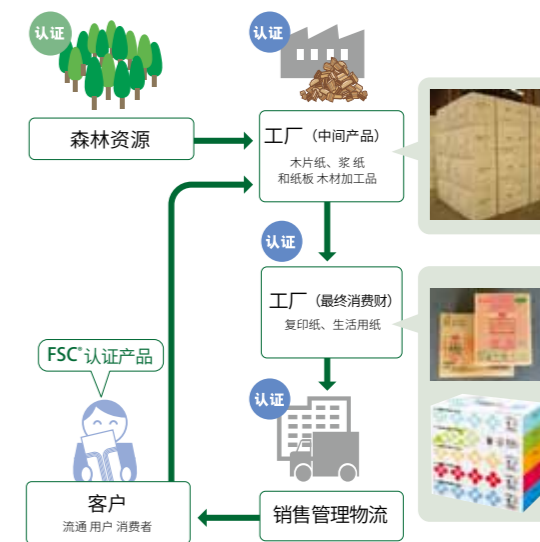 认证
认证
森林资源
工厂（中间产品）
木片纸、浆 纸
和纸板 木材加工品
认证
工厂（最终消费财）
复印纸、生活用纸
FSC®认证产品
认证
客户
流通 用户 消费者
销售管理物流